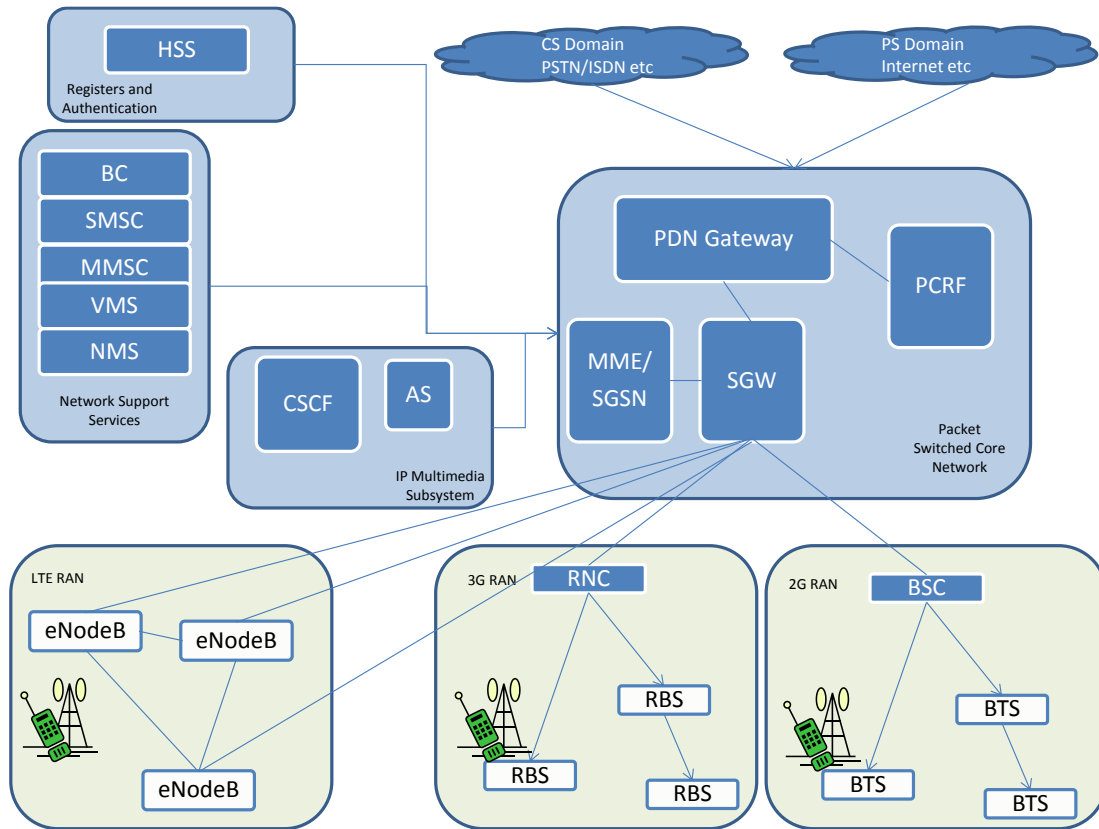 HSS
Registers and
Authentication
CS Domain
PSTN/ISDN etc
PS Domain
Internet etc
BC
SMSC
MMSC
VMS
NMS
Network Support
Services
CSCF
AS
IP Multimedia
Subsystem
PDN Gateway
PCRF
MME/
SGSN
SGW
Packet
Switched Core
Network
LTE RAN
eNodeB
eNodeB
eNodeB
3G RAN
RNC
RBS
RBS
RBS
2G RAN
BSC
BTS
BTS
BTS